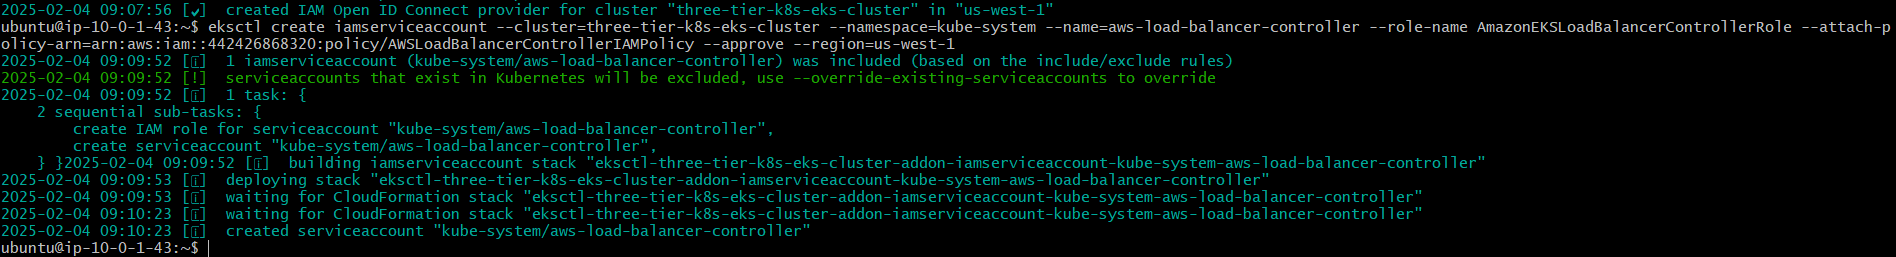 2025-02-04 09:07:56 [✔]  created IAM Open ID Connect provider for cluster "three-tier-k8s-eks-cluster" in "us-west-1"
ubuntu@ip-10-0-1-43:~$ eksctl create iamserviceaccount --cluster=three-tier-k8s-eks-cluster --namespace=kube-system --name=aws-load-balancer-controller --role-name AmazonEKSLoadBalancerControllerRole --attach-p
olicy-arn=arn:aws:iam::442426868320:policy/AWSLoadBalancerControllerIAMPolicy --approve --region=us-west-1
2025-02-04 09:09:52 [ℹ]  1 iamserviceaccount (kube-system/aws-load-balancer-controller) was included (based on the include/exclude rules)
2025-02-04 09:09:52 [!]  serviceaccounts that exist in Kubernetes will be excluded, use --override-existing-serviceaccounts to override
2025-02-04 09:09:52 [ℹ]  1 task: {
    2 sequential sub-tasks: {
        create IAM role for serviceaccount "kube-system/aws-load-balancer-controller",
        create serviceaccount "kube-system/aws-load-balancer-controller",
    } }2025-02-04 09:09:52 [ℹ]  building iamserviceaccount stack "eksctl-three-tier-k8s-eks-cluster-addon-iamserviceaccount-kube-system-aws-load-balancer-controller"
2025-02-04 09:09:53 [ℹ]  deploying stack "eksctl-three-tier-k8s-eks-cluster-addon-iamserviceaccount-kube-system-aws-load-balancer-controller"
2025-02-04 09:09:53 [ℹ]  waiting for CloudFormation stack "eksctl-three-tier-k8s-eks-cluster-addon-iamserviceaccount-kube-system-aws-load-balancer-controller"
2025-02-04 09:10:23 [ℹ]  waiting for CloudFormation stack "eksctl-three-tier-k8s-eks-cluster-addon-iamserviceaccount-kube-system-aws-load-balancer-controller"
2025-02-04 09:10:23 [ℹ]  created serviceaccount "kube-system/aws-load-balancer-controller"
ubuntu@ip-10-0-1-43:~$